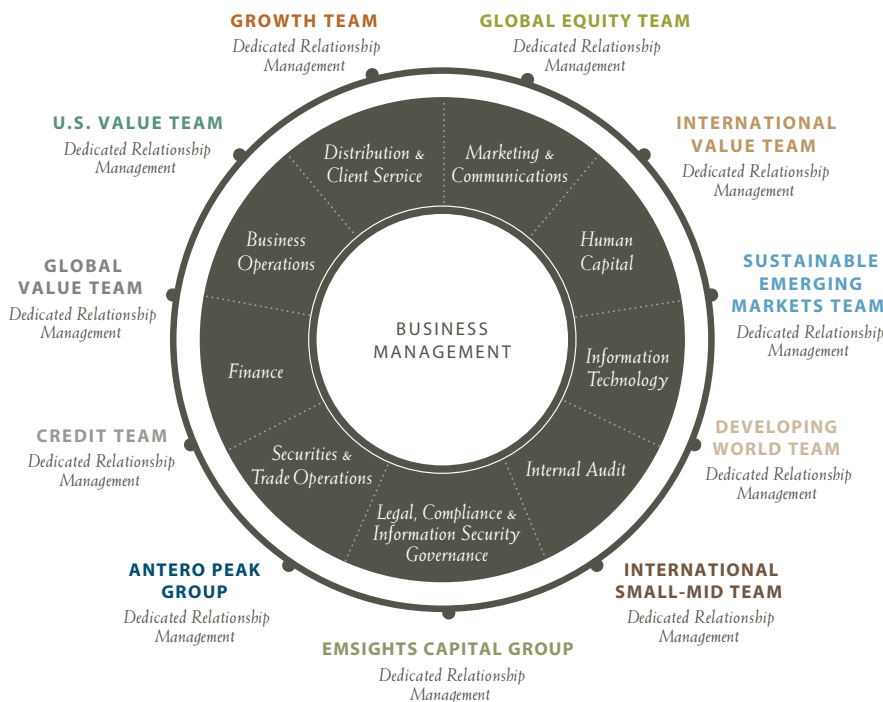 GROWTH TEAM
Dedicated Relationship
Management
GLOBAL EQUITY TEAM
Dedicated Relationship
Management
U.S. VALUE TEAM
Dedicated Relationship
Management
INTERNATIONAL
VALUE TEAM
Dedicated Relationship
Management
GLOBAL
VALUE TEAM
Dedicated Relationship
Management
SUSTAINABLE
EMERGING
MARKETS TEAM
Dedicated Relationship
Management
CREDIT TEAM
Dedicated Relationship
Management
DEVELOPING
WORLD TEAM
Dedicated Relationship
Management
ANTERO PEAK
GROUP
Dedicated Relationship
Management
INTERNATIONAL
SMALL-MID TEAM
Dedicated Relationship
Management
EMSIGHTS CAPITAL GROUP
Dedicated Relationship
Management
Distribution &
Client Service
Marketing &
Communications
Business
Operations
Human
Capital
Finance
Information
Technology
Securities &
Trade Operations
Internal Audit
Legal, Compliance &
Information Security
Governance
BUSINESS
MANAGEMENT